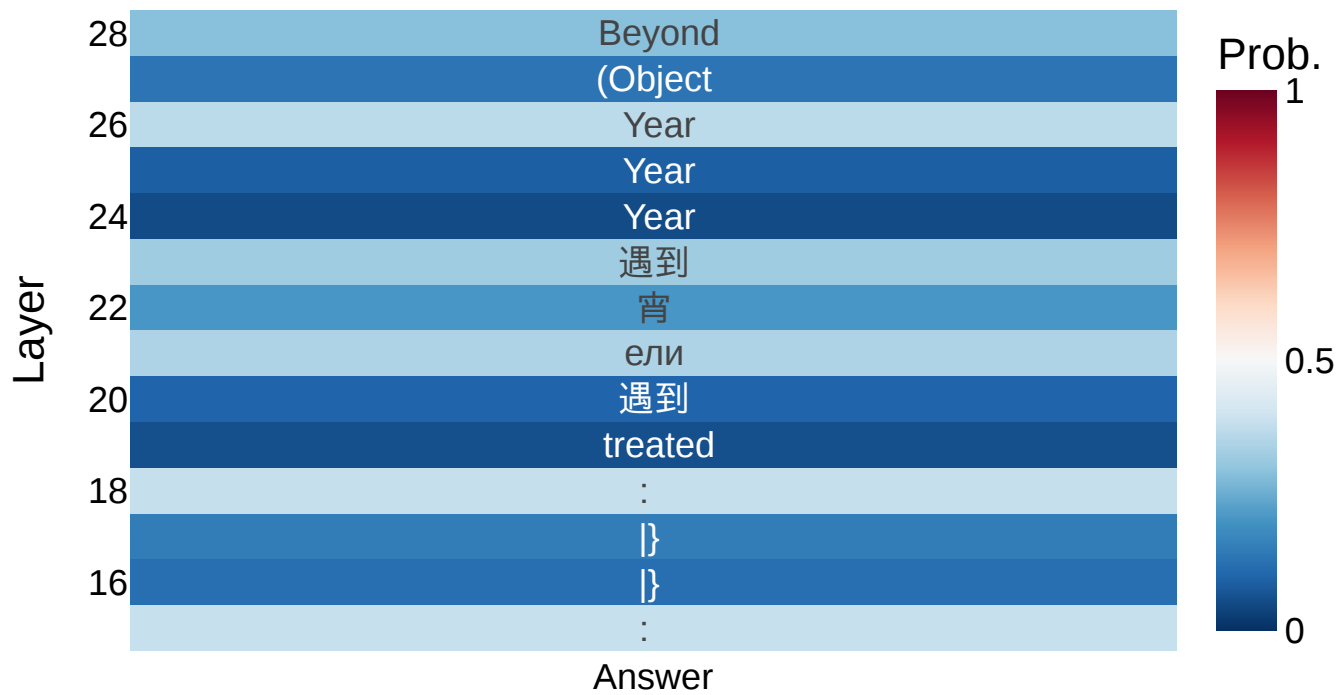 28 Beyond
(Object
26 Year
Year
24 Year
遇到
22 宵
ели
20 遇到
treated
18 :
|}
16 |}
:
Answer
Layer
Prob.
1
0.5
0